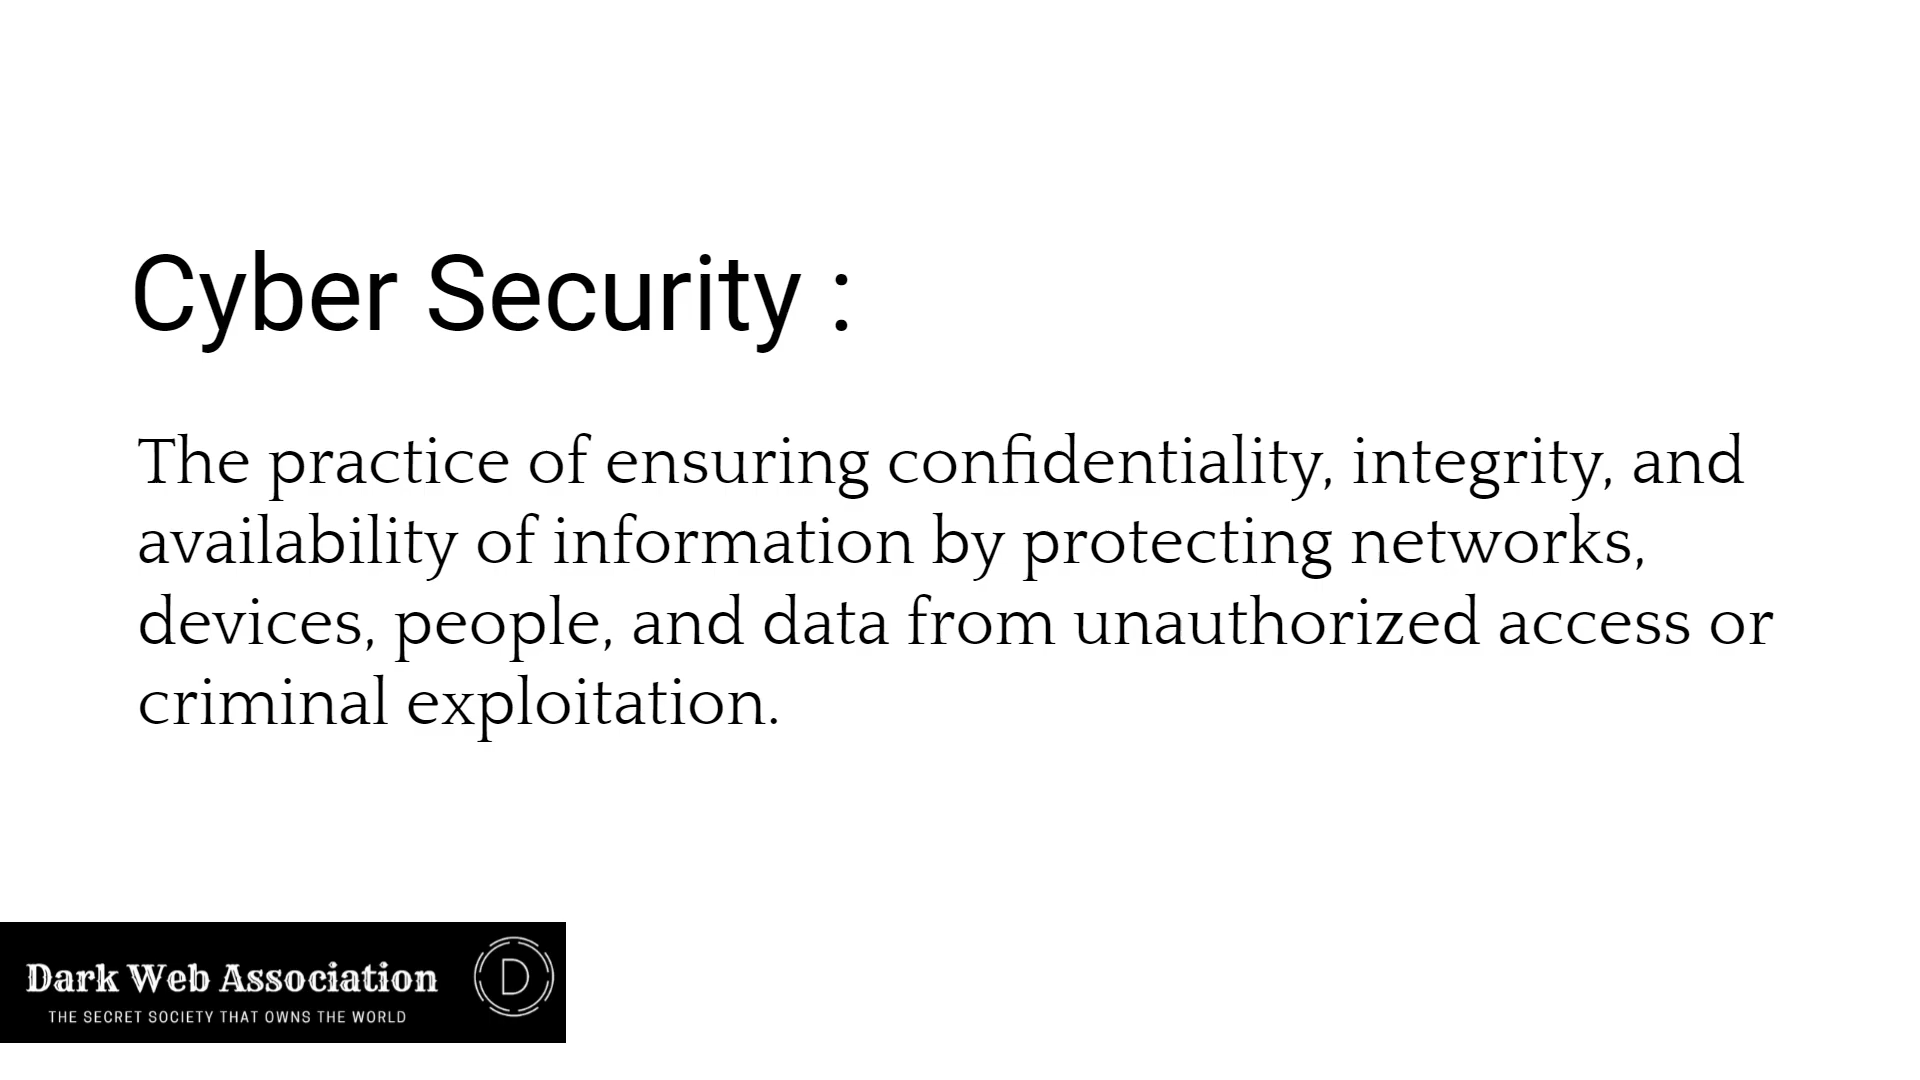 Cyber Security :
The practice of ensuring confidentiality, integrity, and
availability of information by protecting networks,
devices, people, and data from unauthorized access or
criminal exploitation.
Dark Web Association
D
THE SECRET SOCIETY THAT OWNS THE WORLD